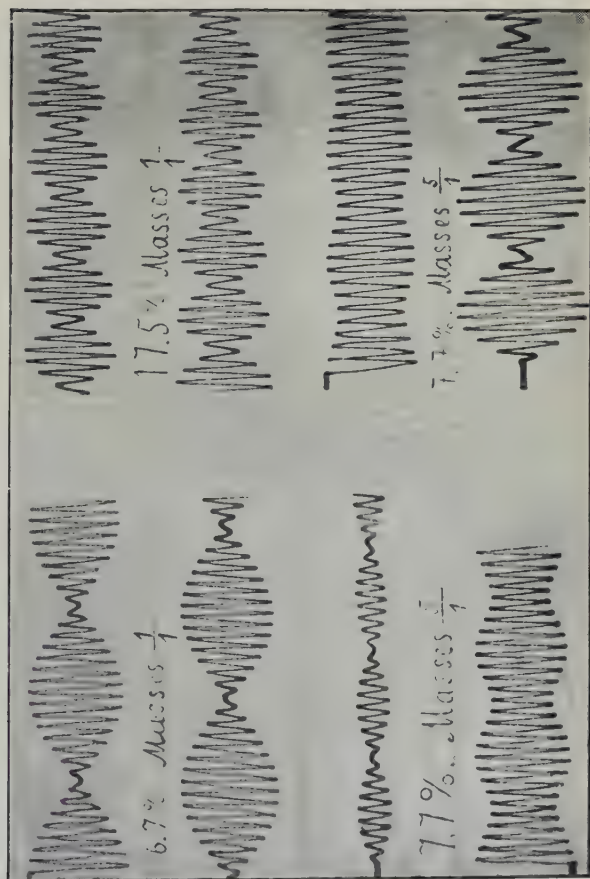 17.5 % Masses 1/1
7.7 %. Masses 5/1
6.7 % Masses 1/1
7.7 %. Masses /1